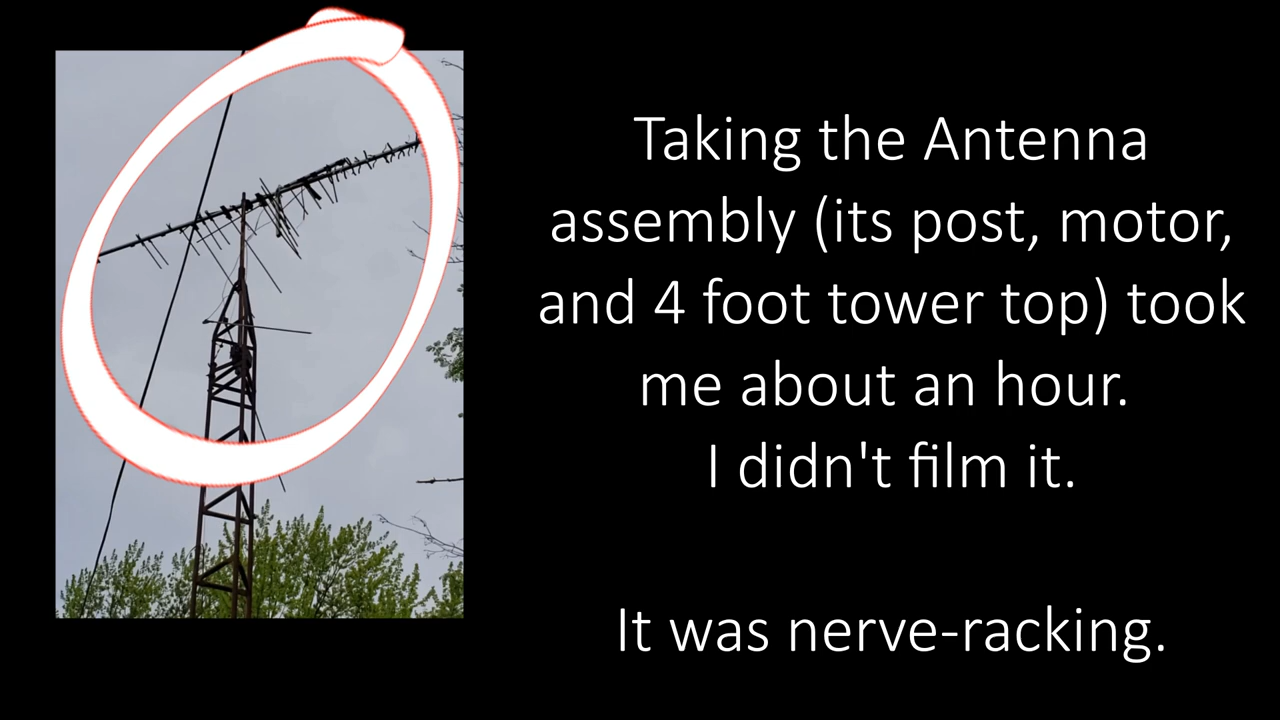 Taking the Antenna
assembly (its post, motor,
and 4 foot tower top) took
me about an hour.
I didn't film it.
It was nerve-racking.